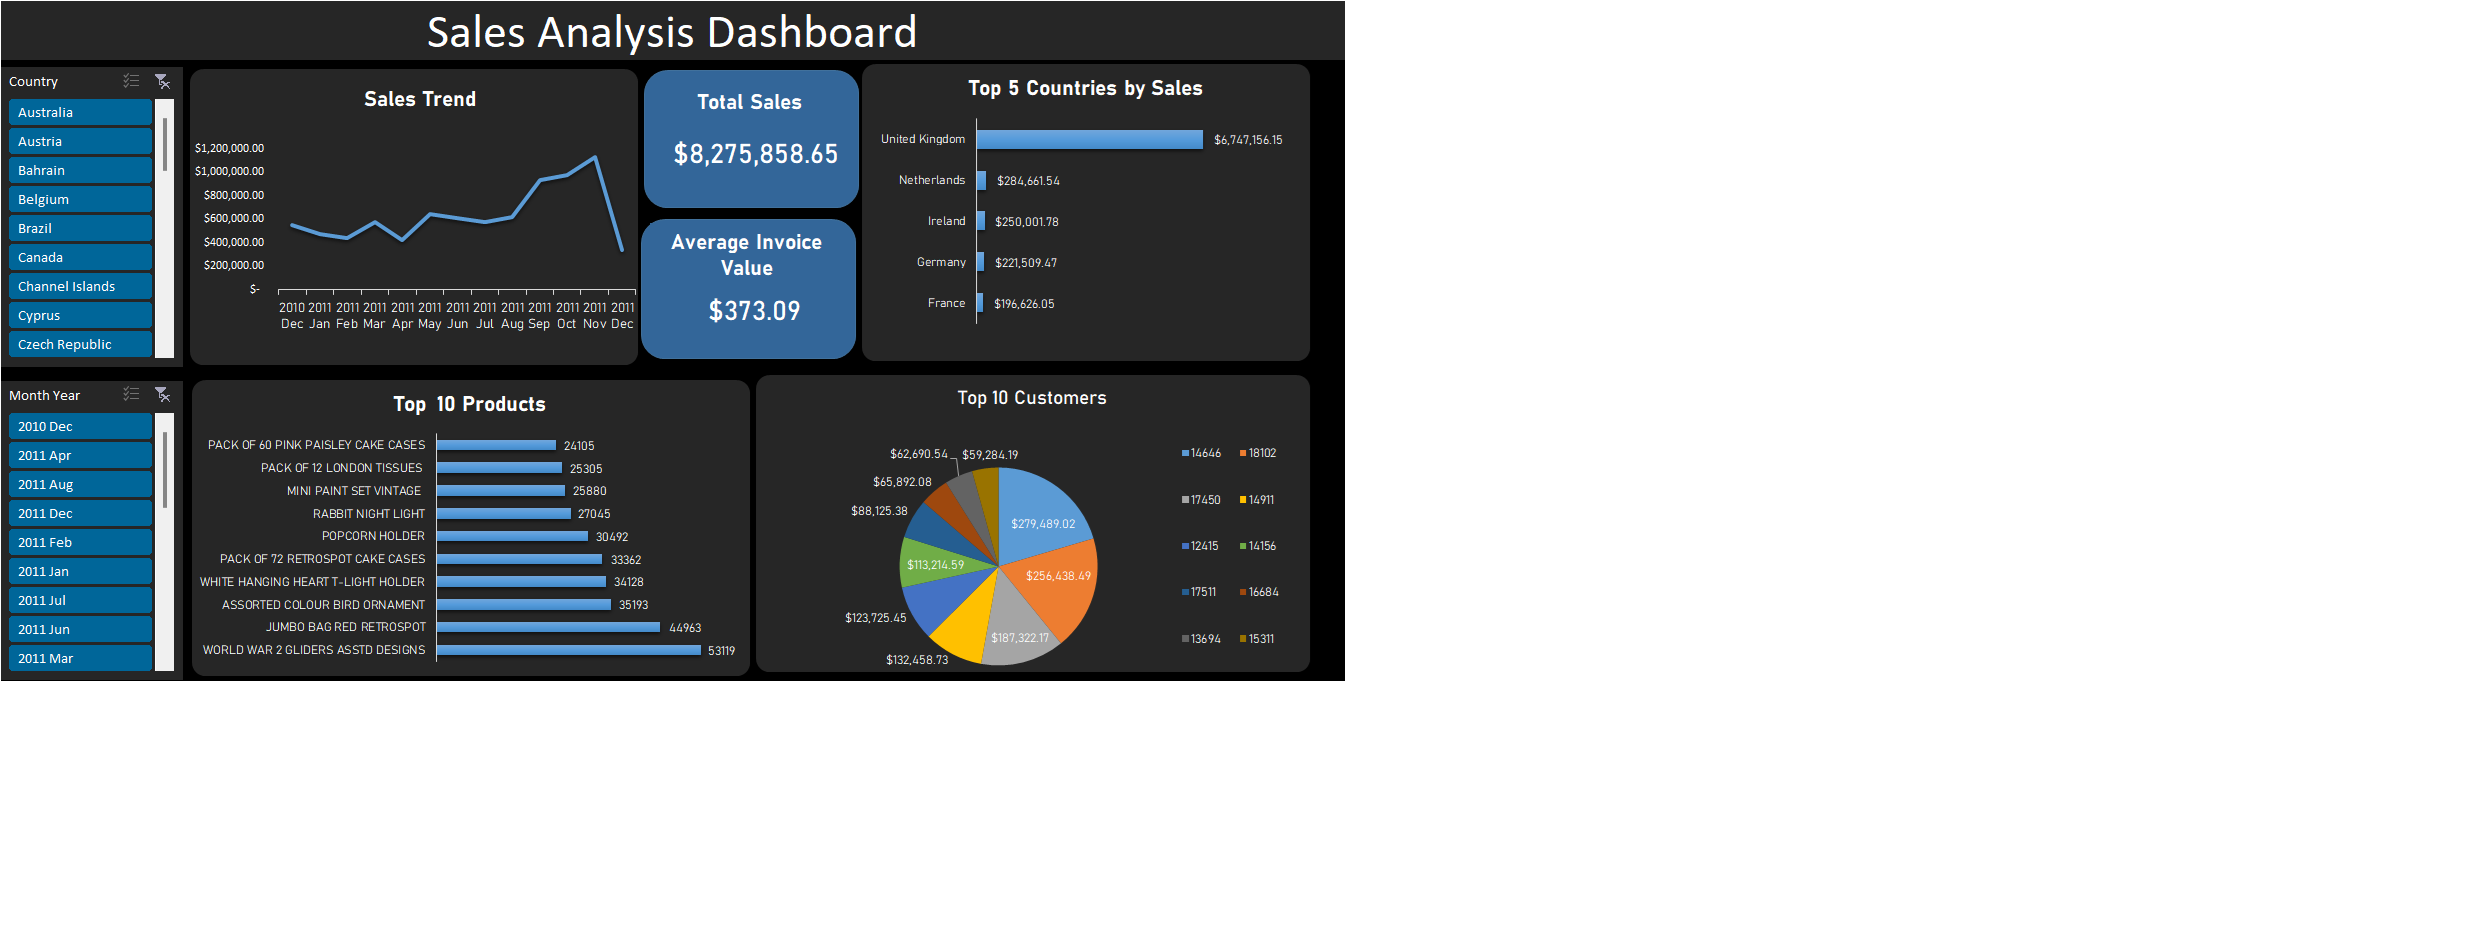 Sales Analysis Dashboard
Country
Australia
Austria
Bahrain
Belgium
Brazil
Canada
Channel Islands
Cyprus
Czech Republic
Month Year
2010 Dec
2011 Apr
2011 Aug
2011 Dec
2011 Feb
2011 Jan
2011 Jul
2011 Jun
2011 Mar
Sales Trend
$1,200,000.00
$1,000,000.00
$800,000.00
$600,000.00
$400,000.00
$200,000.00
$-
2010 2011 2011 2011 2011 2011 2011 2011 2011 2011 2011 2011 2011
Dec Jan Feb Mar Apr May Jun Jul Aug Sep Oct Nov Dec
Total Sales
$8,275,858.65
Average Invoice
Value
$373.09
Top 5 Countries by Sales
United Kingdom $6,747,156.15
Netherlands $284,661.54
Ireland $250,001.78
Germany $221,509.47
France $196,626.05
Top 10 Products
PACK OF 60 PINK PAISLEY CAKE CASES 24105
PACK OF 12 LONDON TISSUES 25305
MINI PAINT SET VINTAGE 25880
RABBIT NIGHT LIGHT 27045
POPCORN HOLDER 30492
PACK OF 72 RETROSPOT CAKE CASES 33362
WHITE HANGING HEART T-LIGHT HOLDER 34128
ASSORTED COLOUR BIRD ORNAMENT 35193
JUMBO BAG RED RETROSPOT 44963
WORLD WAR 2 GLIDERS ASSTD DESIGNS 53119
Top 10 Customers
$62,690.54 $59,284.19
$65,892.08
$88,125.38
$279,489.02
$113,214.59
$256,438.49
$123,725.45
$187,322.17
$132,458.73
14646 18102
17450 14911
12415 14156
17511 16684
13694 15311